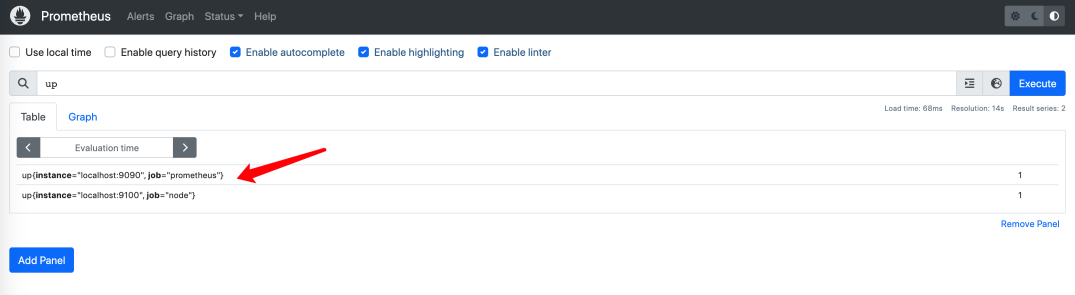 Prometheus Alerts Graph Status Help
Use local time Enable query history Enable autocomplete Enable highlighting Enable linter
up Execute
Load time: 68ms Resolution: 14s Result series: 2
Table Graph
Evaluation time
up{instance="localhost:9090", job="prometheus"} 1
up{instance="localhost:9100", job="node"} 1
Remove Panel
Add Panel